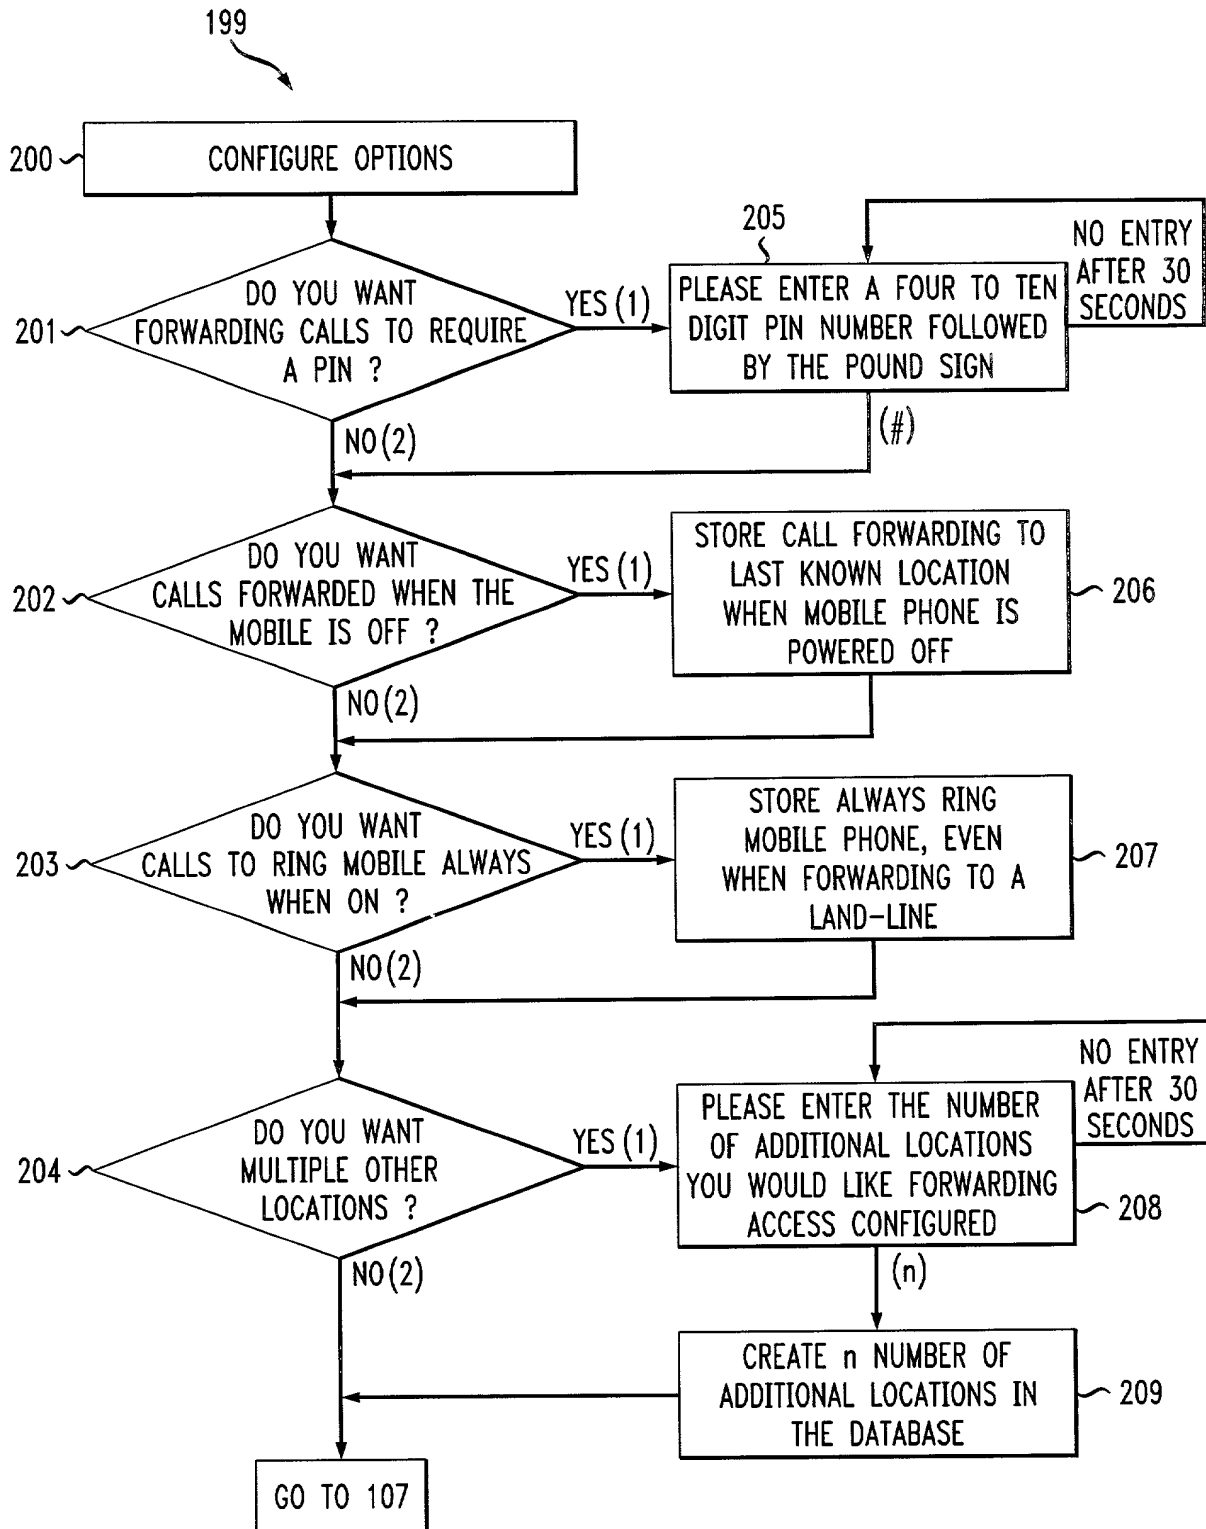 199
200
CONFIGURE OPTIONS
201
DO YOU WANT
FORWARDING CALLS TO REQUIRE
A PIN ?
YES (1)
NO (2)
205
PLEASE ENTER A FOUR TO TEN
DIGIT PIN NUMBER FOLLOWED
BY THE POUND SIGN
NO ENTRY
AFTER 30
SECONDS
(#)
202
DO YOU WANT
CALLS FORWARDED WHEN THE
MOBILE IS OFF ?
YES (1)
NO (2)
STORE CALL FORWARDING TO
LAST KNOWN LOCATION
WHEN MOBILE PHONE IS
POWERED OFF
206
203
DO YOU WANT
CALLS TO RING MOBILE ALWAYS
WHEN ON ?
YES (1)
NO (2)
STORE ALWAYS RING
MOBILE PHONE, EVEN
WHEN FORWARDING TO A
LAND-LINE
207
204
DO YOU WANT
MULTIPLE OTHER
LOCATIONS ?
YES (1)
NO (2)
PLEASE ENTER THE NUMBER
OF ADDITIONAL LOCATIONS
YOU WOULD LIKE FORWARDING
ACCESS CONFIGURED
NO ENTRY
AFTER 30
SECONDS
208
(n)
CREATE n NUMBER OF
ADDITIONAL LOCATIONS IN
THE DATABASE
209
GO TO 107